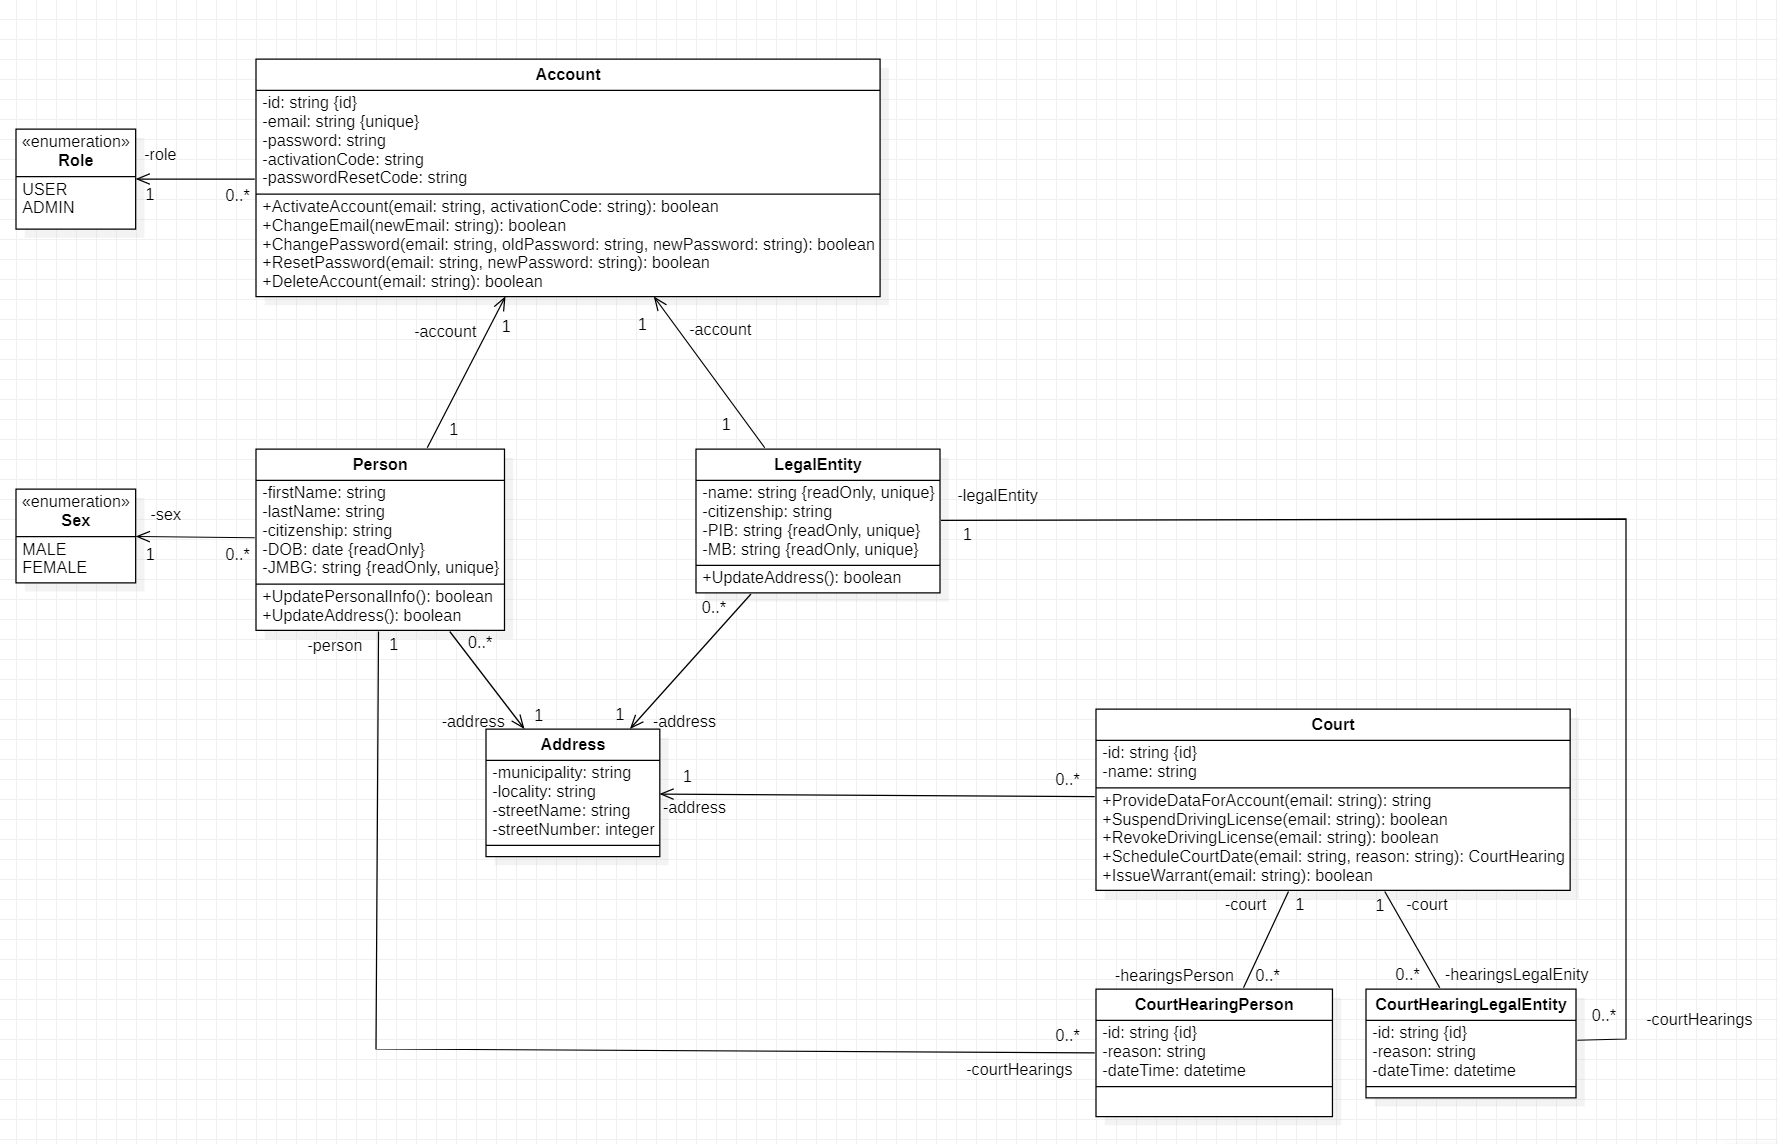 Account
-id: string {id}
-email: string {unique}
-password: string
-activationCode: string
-passwordResetCode: string
+ActivateAccount(email: string, activationCode: string): boolean
+ChangeEmail(newEmail: string): boolean
+ChangePassword(email: string, oldPassword: string, newPassword: string): boolean
+ResetPassword(email: string, newPassword: string): boolean
+DeleteAccount(email: string): boolean
«enumeration»
Role
USER
ADMIN
-role
1
0..*
-account
1
1
-account
1
1
Person
-firstName: string
-lastName: string
-citizenship: string
-DOB: date {readOnly}
-JMBG: string {readOnly, unique}
+UpdatePersonalInfo(): boolean
+UpdateAddress(): boolean
«enumeration»
Sex
MALE
FEMALE
-sex
1
0..*
LegalEntity
-name: string {readOnly, unique}
-citizenship: string
-PIB: string {readOnly, unique}
-MB: string {readOnly, unique}
+UpdateAddress(): boolean
-legalEntity
1
0..*
-person
1
0..*
-address
1
1
-address
Address
-municipality: string
-locality: string
-streetName: string
-streetNumber: integer
1
-address
0..*
Court
-id: string {id}
-name: string
+ProvideDataForAccount(email: string): string
+SuspendDrivingLicense(email: string): boolean
+RevokeDrivingLicense(email: string): boolean
+ScheduleCourtDate(email: string, reason: string): CourtHearing
+IssueWarrant(email: string): boolean
-court
1
1
-court
-hearingsPerson
0..*
0..*
-hearingsLegalEnity
CourtHearingPerson
-id: string {id}
-reason: string
-dateTime: datetime
0..*
-courtHearings
CourtHearingLegalEntity
-id: string {id}
-reason: string
-dateTime: datetime
0..*
-courtHearings